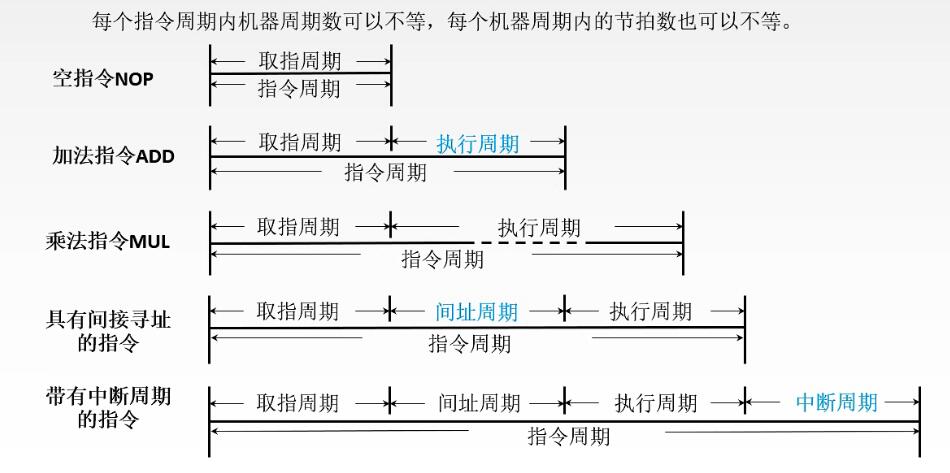 每个指令周期内机器周期数可以不等，每个机器周期内的节拍数也可以不等。
空指令NOP
取指周期
指令周期
加法指令ADD
取指周期 执行周期
指令周期
乘法指令MUL
取指周期 执行周期
指令周期
具有间接寻址
的指令
取指周期 间址周期 执行周期
指令周期
带有中断周期
的指令
取指周期 间址周期 执行周期 中断周期
指令周期